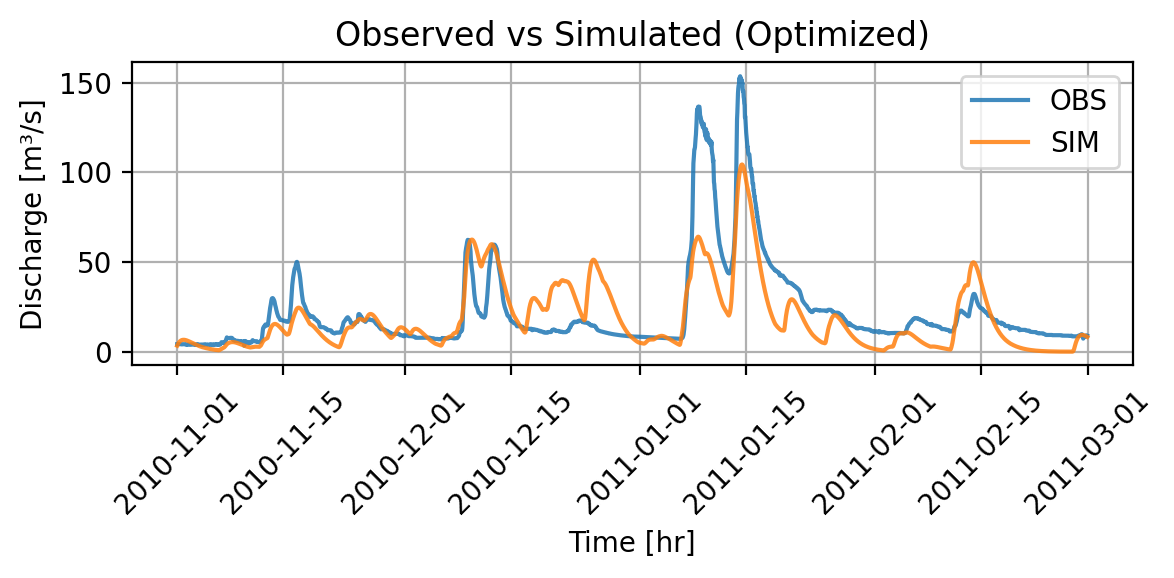 Observed vs Simulated (Optimized)
Discharge [m³/s]
150
100
50
0
OBS
SIM
2010-11-01
2010-11-15
2010-12-01
2010-12-15
2011-01-01
2011-01-15
2011-02-01
2011-02-15
2011-03-01
Time [hr]